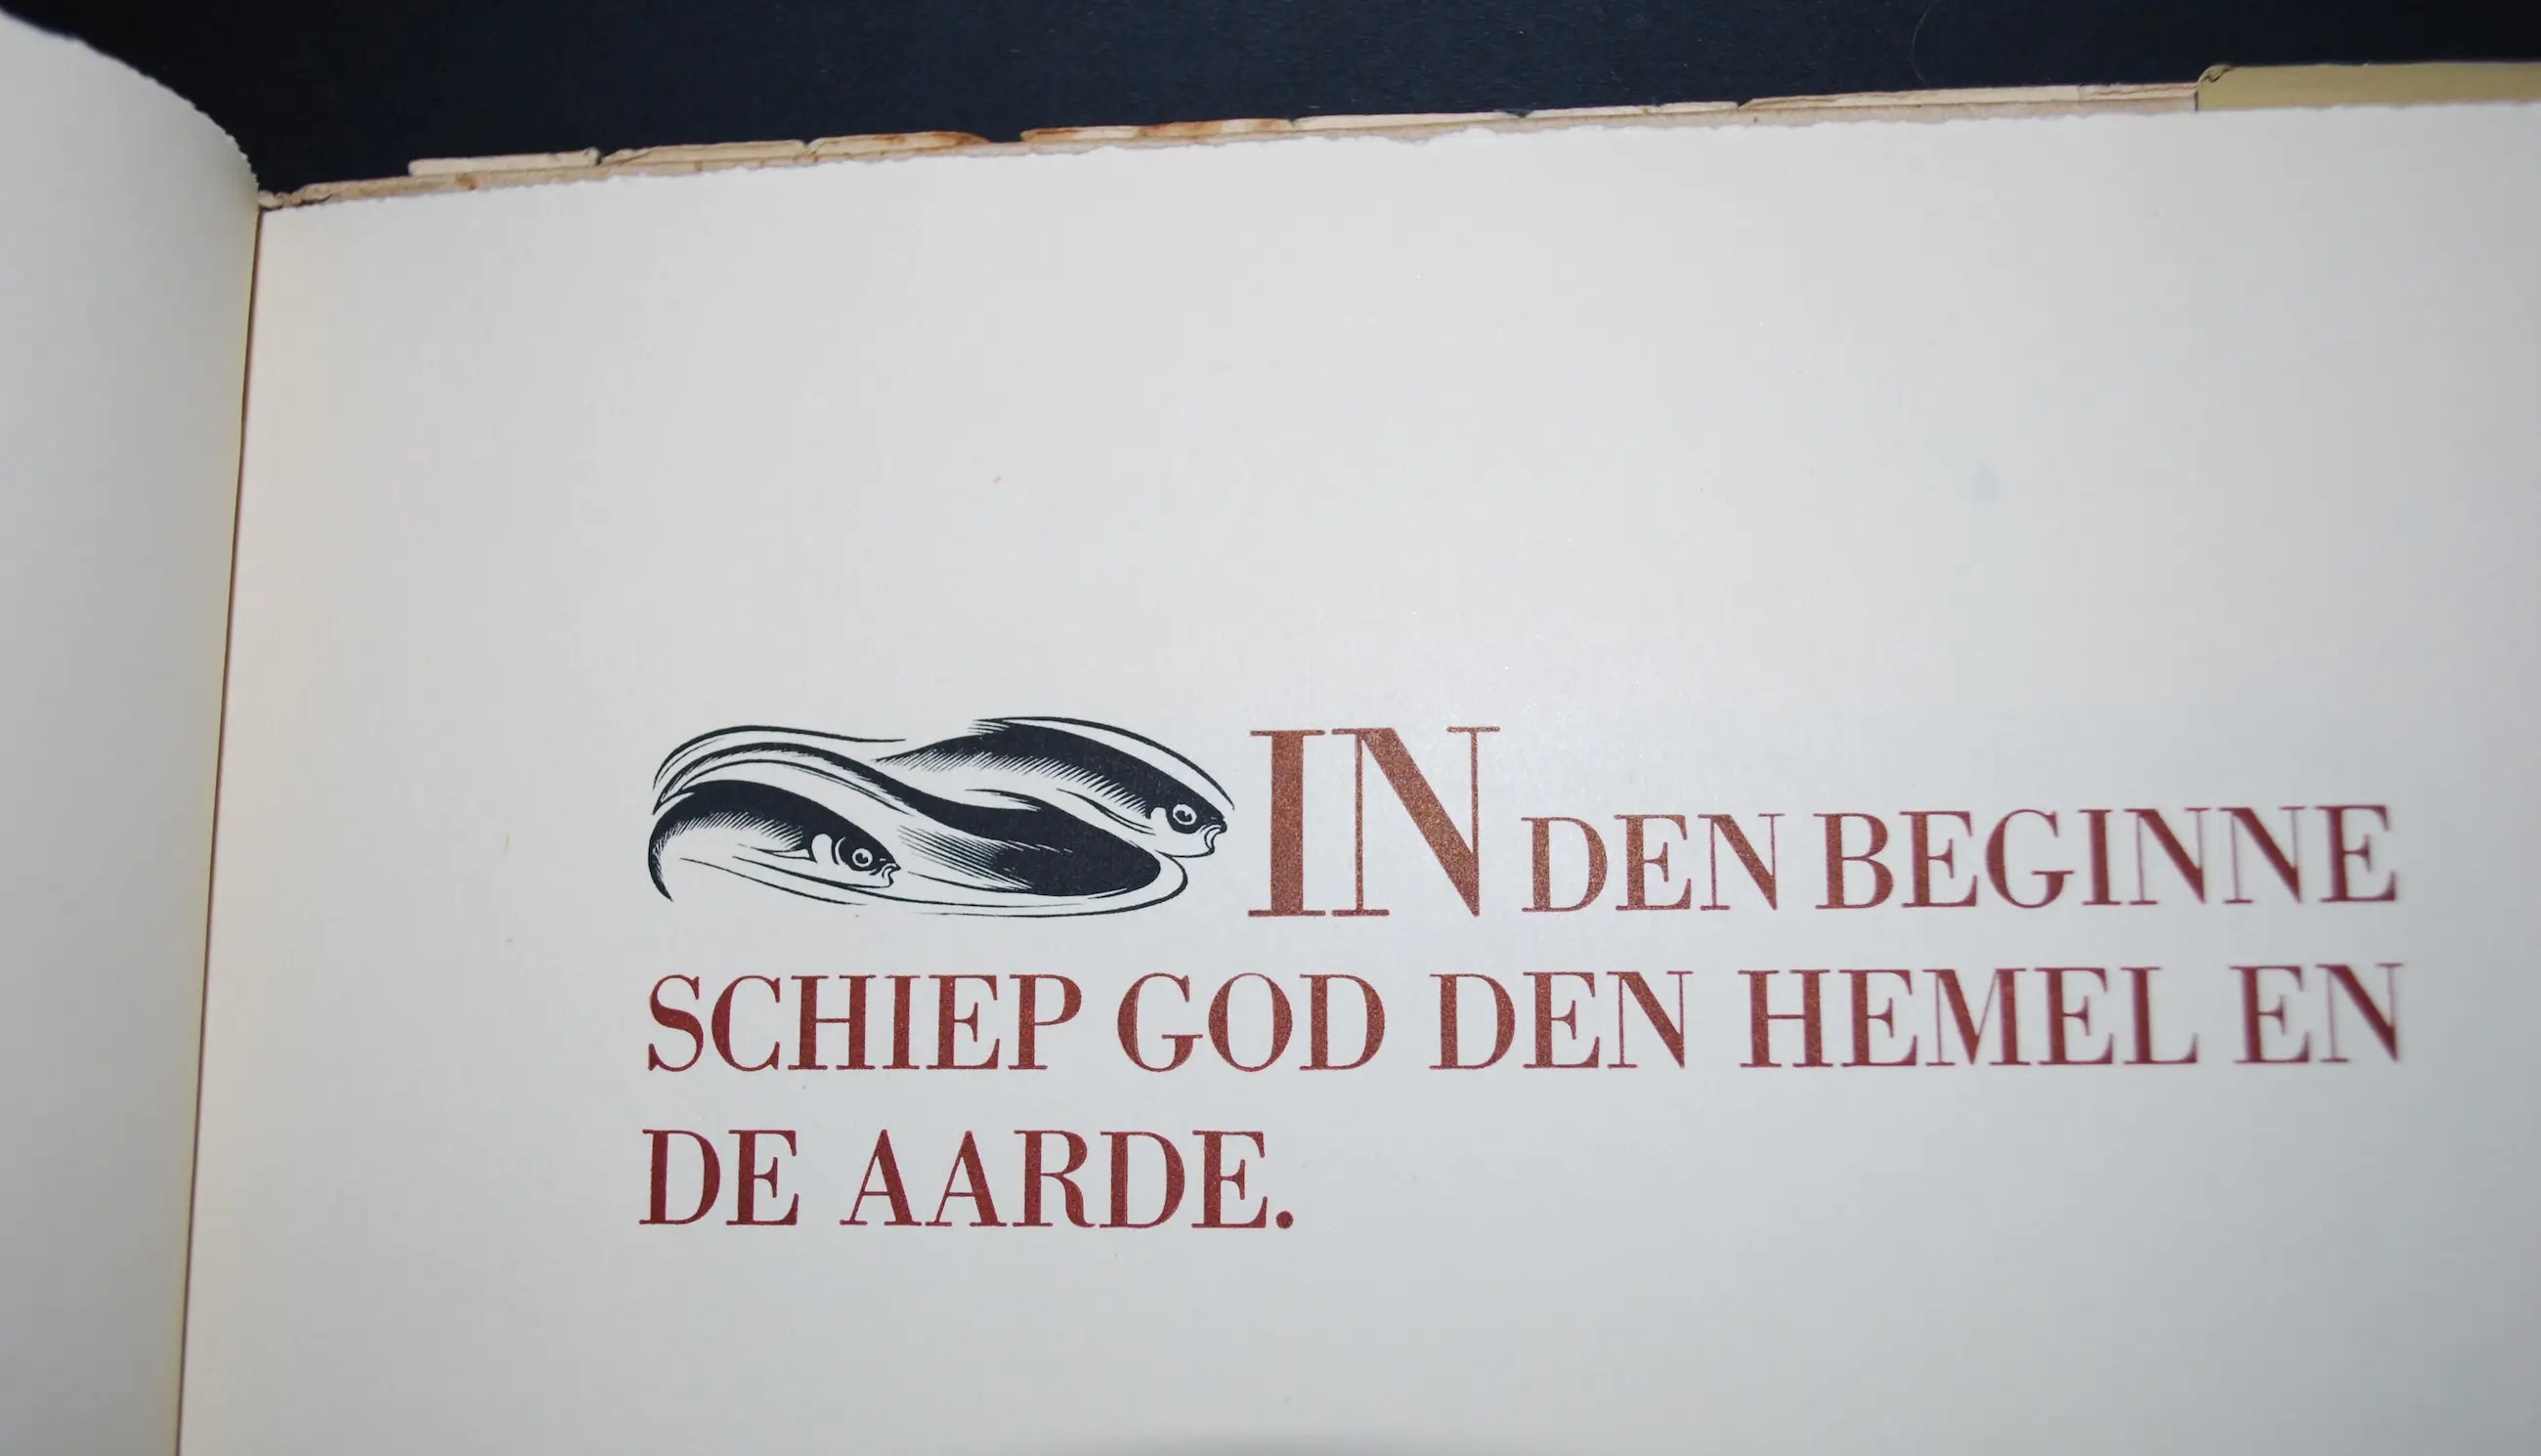 IN DEN BEGINNE
SCHIEP GOD DEN HEMEL EN
DE AARDE.